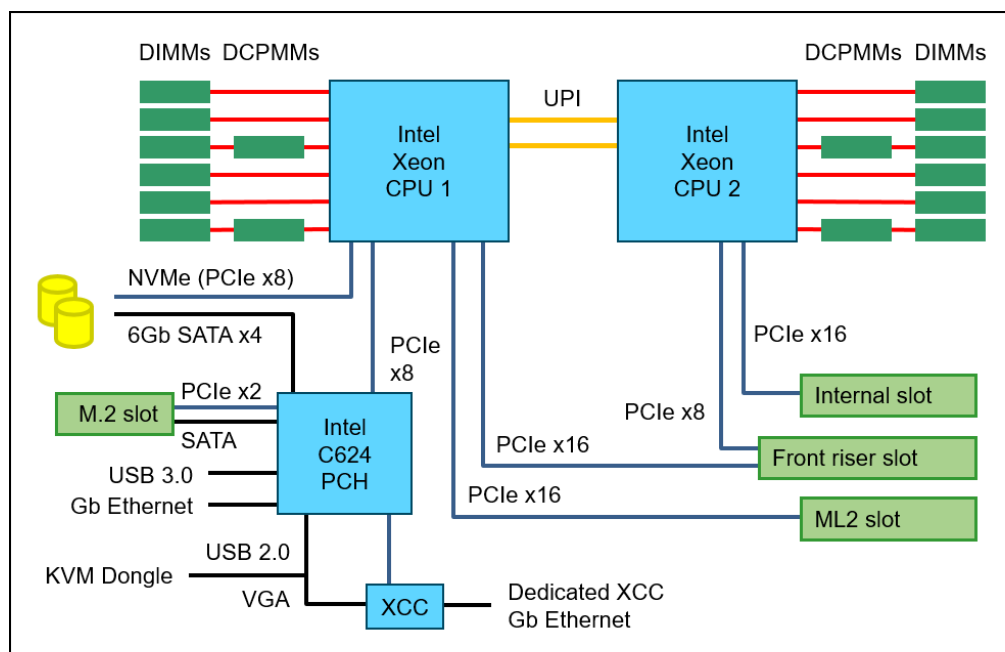 DIMMs DCPMMs
DCPMMs DIMMs
UPI
Intel
Xeon
CPU 1
Intel
Xeon
CPU 2
NVMe (PCIe x8)
6Gb SATA x4
PCIe
x8
PCIe x16
PCIe x2
M.2 slot
SATA
Intel
C624
PCH
PCIe x8
Internal slot
PCIe x16
Front riser slot
USB 3.0
Gb Ethernet
PCIe x16
ML2 slot
USB 2.0
KVM Dongle
VGA
XCC
Dedicated XCC
Gb Ethernet